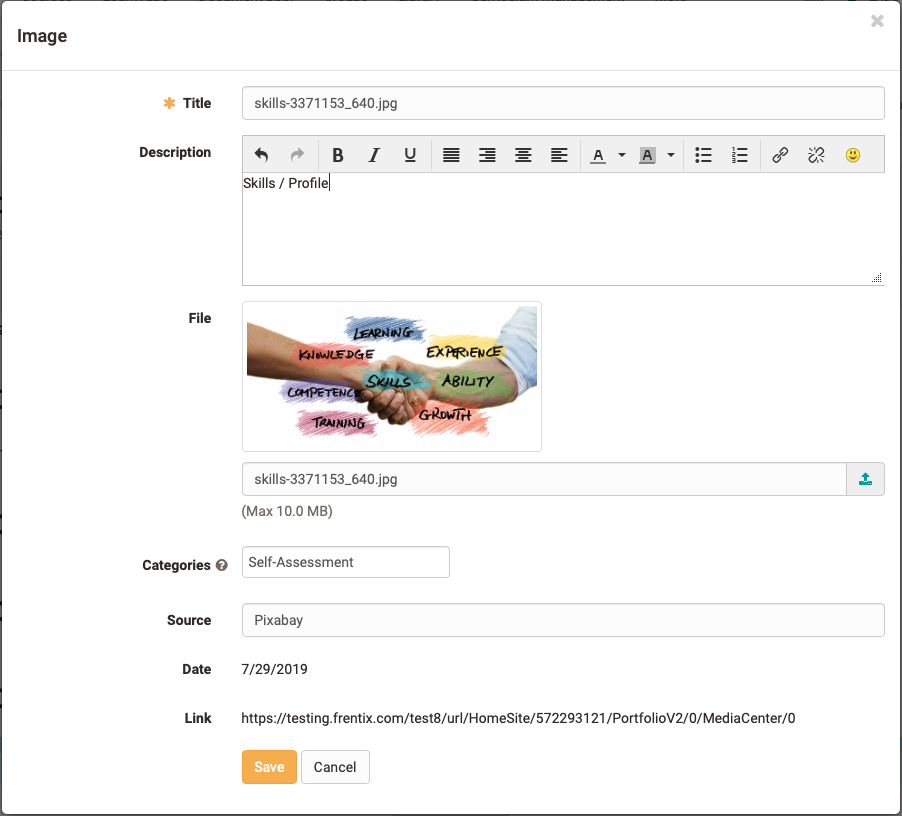 Image
Title
skills-3371153_640.jpg
Description
B I U A A
Skills / Profile
File
LEARNING
KNOWLEDGE
EXPERIENCE
SKILLS
ABILITY
COMPETENCE
GROWTH
TRAINING
skills-3371153_640.jpg
(Max 10.0 MB)
Categories
Self-Assessment
Source
Pixabay
Date
7/29/2019
Link
https://testing.frentix.com/test8/url/HomeSite/572293121/PortfolioV2/0/MediaCenter/0
Save Cancel